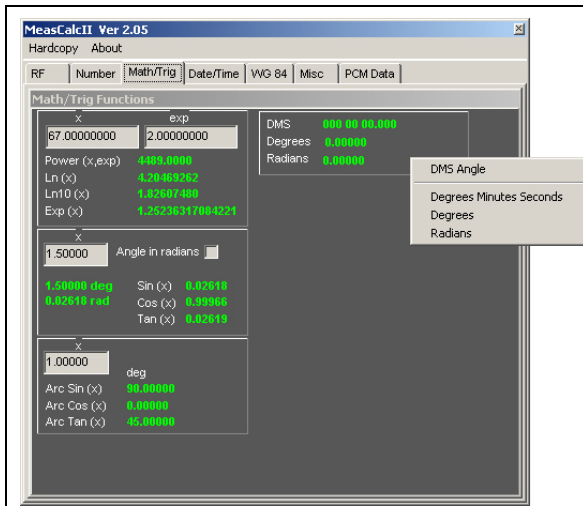 MeasCalcII Ver 2.05
Hardcopy About
RF Number Math/Trig Date/Time WG 84 Misc PCM Data
Math/Trig Functions
x exp
67.00000000 2.00000000
Power (x,exp) 4489.0000
Ln (x) 4.20469262
Ln10 (x) 1.82607480
Exp (x) 1.25236317084221
x
1.50000 Angle in radians
1.50000 deg Sin (x) 0.02618
0.02618 rad Cos (x) 0.99966
Tan (x) 0.02619
x
1.00000
deg
Arc Sin (x) 90.00000
Arc Cos (x) 0.00000
Arc Tan (x) 45.00000
DMS 000 00 00.000
Degrees 0.00000
Radians 0.00000
DMS Angle
Degrees Minutes Seconds
Degrees
Radians